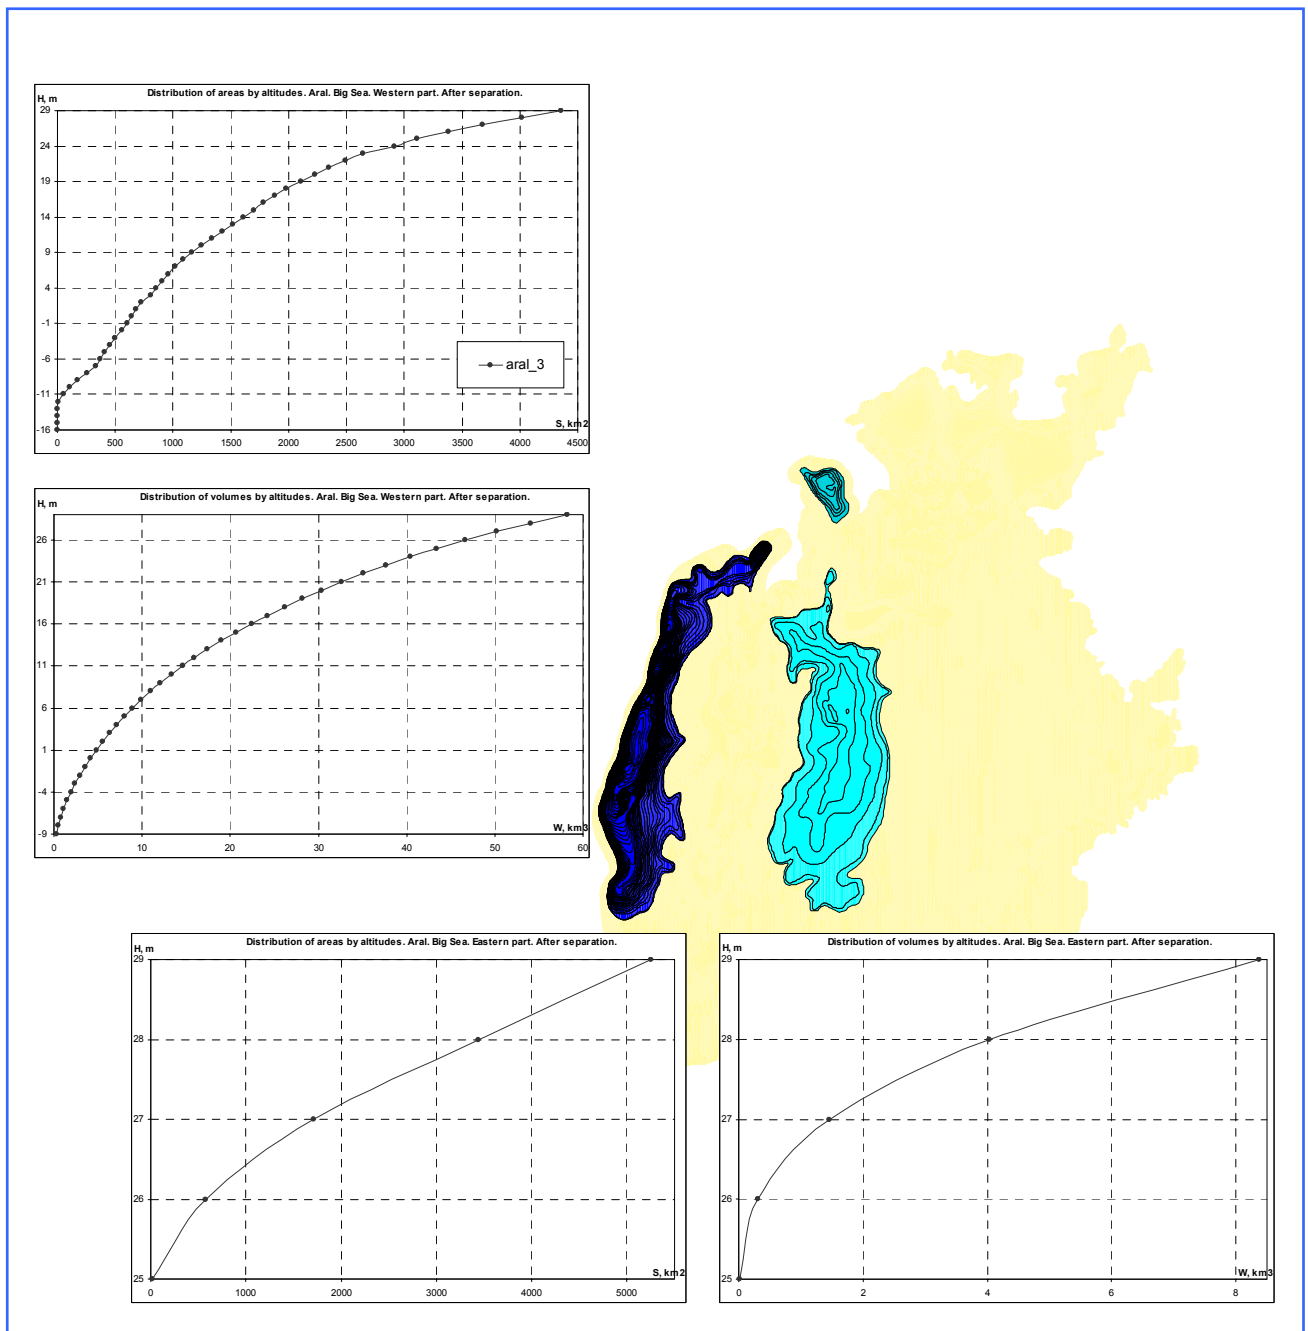 Distribution of areas by altitudes. Aral. Big Sea. Western part. After separation.
H, m
29
24
19
14
9
4
-1
-6
-11
-16
aral_3
S, km2
0 500 1000 1500 2000 2500 3000 3500 4000 4500
Distribution of volumes by altitudes. Aral. Big Sea. Western part. After separation.
H, m
26
21
16
11
6
1
-4
-9
W, km3
0 10 20 30 40 50 60
Distribution of areas by altitudes. Aral. Big Sea. Eastern part. After separation.
H, m
29
28
27
26
25
S, km2
0 1000 2000 3000 4000 5000
Distribution of volumes by altitudes. Aral. Big Sea. Eastern part. After separation.
H, m
29
28
27
26
25
W, km3
0 2 4 6 8